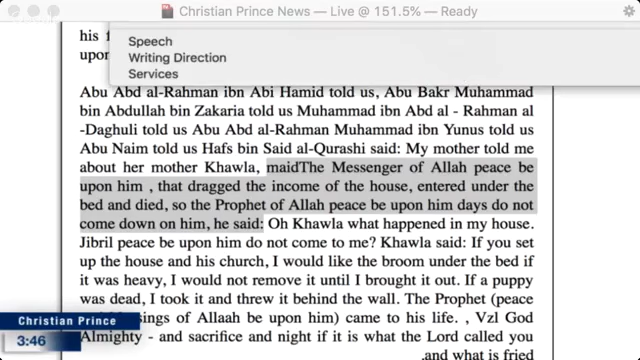 Christian Prince News — Live @ 151.5% — Ready
Speech
Writing Direction
Services
his f
upon
Abu Abd al-Rahman ibn Abi Hamid told us, Abu Bakr Muhammad
bin Abdullah bin Zakaria told us Muhammad ibn Abd al - Rahman al
-Daghuli told us Abu Abd al-Rahman Muhammad ibn Yunus told us
Abu Naim told us Hafs bin Said al-Qurashi said: My mother told me
about her mother Khawla, maidThe Messenger of Allah peace be
upon him , that dragged the income of the house, entered under the
bed and died, so the Prophet of Allah peace be upon him days do not
come down on him, he said: Oh Khawla what happened in my house.
Jibril peace be upon him do not come to me? Khawla said: If you set
up the house and his church, I would like the broom under the bed if
it was heavy, I would not remove it until I brought it out. If a puppy
was dead, I took it and threw it behind the wall. The Prophet (peace
sings of Allaah be upon him) came to his life. , Vzl God
Almighty - and sacrifice and night if it is what the Lord called you
.and what is fried
Christian Prince
3:46